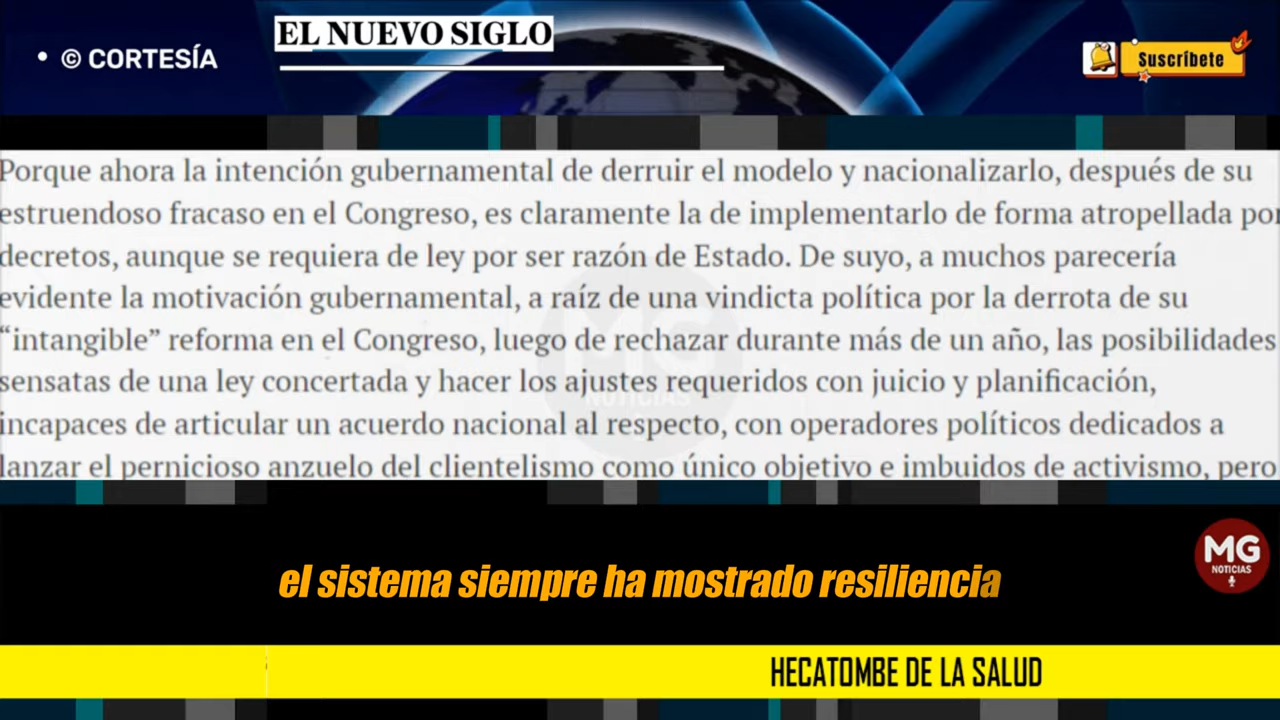 • © CORTESÍA
EL NUEVO SIGLO
Suscríbete
Porque ahora la intención gubernamental de derruir el modelo y nacionalizarlo, después de su
estruendoso fracaso en el Congreso, es claramente la de implementarlo de forma atropellada por
decretos, aunque se requiera de ley por ser razón de Estado. De suyo, a muchos parecería
evidente la motivación gubernamental, a raíz de una vindicta política por la derrota de su
“intangible” reforma en el Congreso, luego de rechazar durante más de un año, las posibilidades
sensatas de una ley concertada y hacer los ajustes requeridos con juicio y planificación,
incapaces de articular un acuerdo nacional al respecto, con operadores políticos dedicados a
lanzar el pernicioso anzuelo del clientelismo como único objetivo e imbuidos de activismo, pero
MG
NOTICIAS
el sistema siempre ha mostrado resiliencia
MG
NOTICIAS
HECATOMBE DE LA SALUD